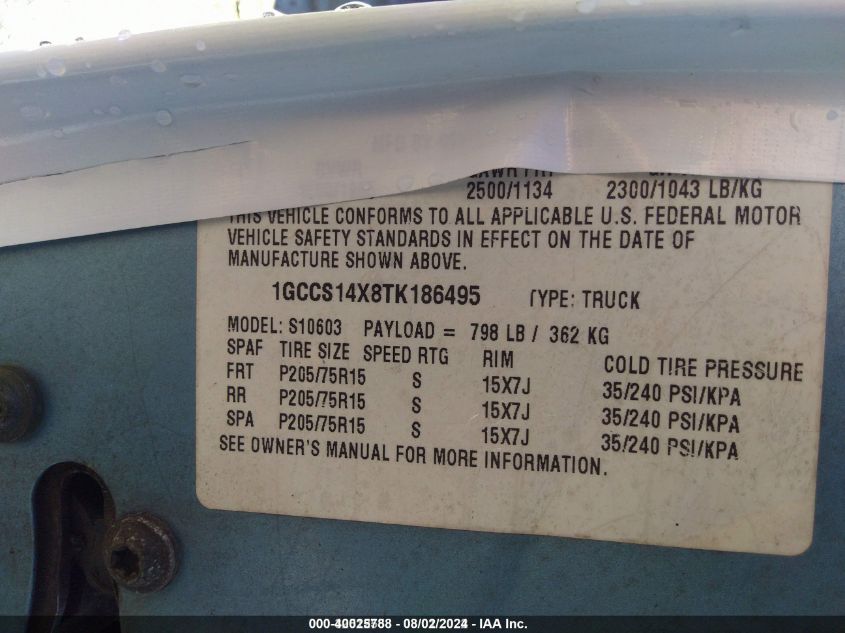 2500/1134 2300/1043 LB/KG
THIS VEHICLE CONFORMS TO ALL APPLICABLE U.S. FEDERAL MOTOR
VEHICLE SAFETY STANDARDS IN EFFECT ON THE DATE OF
MANUFACTURE SHOWN ABOVE.
1GCCS14X8TK186495 TYPE: TRUCK
MODEL: S10603 PAYLOAD = 798 LB / 362 KG
SPAF TIRE SIZE SPEED RTG RIM COLD TIRE PRESSURE
FRT P205/75R15 S 15X7J 35/240 PSI/KPA
RR P205/75R15 S 15X7J 35/240 PSI/KPA
SPA P205/75R15 S 15X7J 35/240 PSI/KPA
SEE OWNER'S MANUAL FOR MORE INFORMATION.
- 08/02/2024 - IAA Inc.